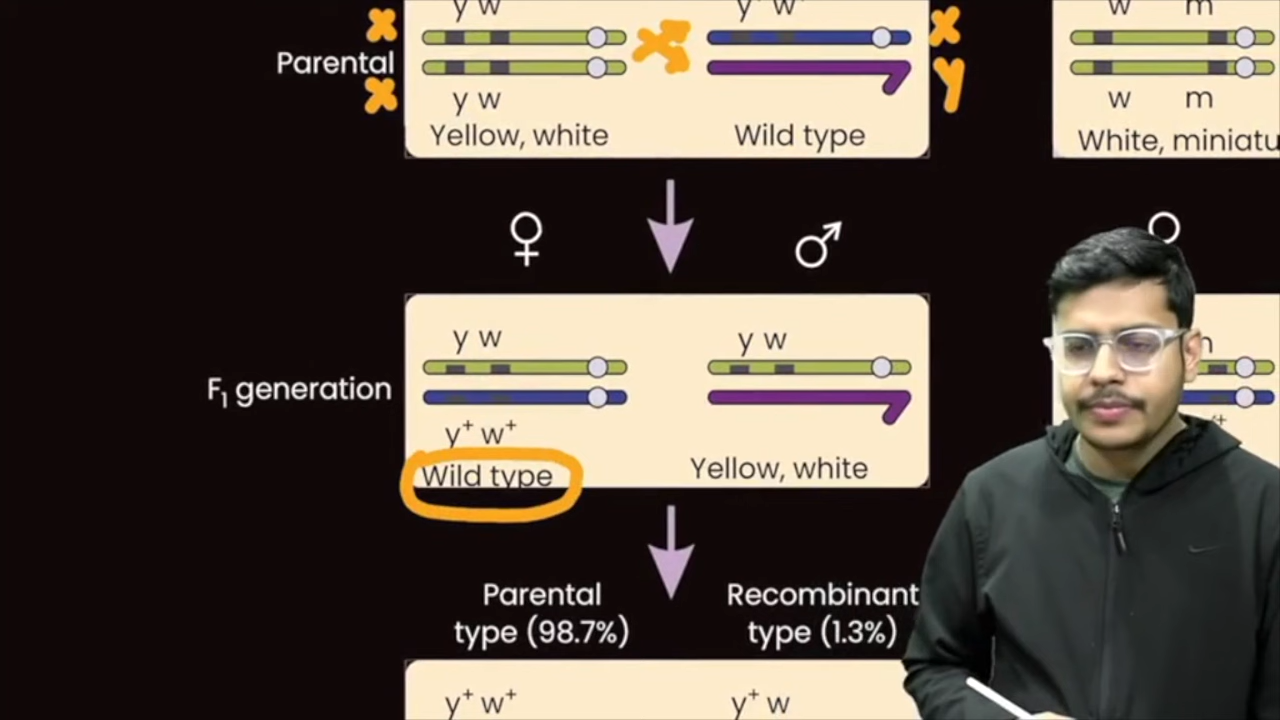 y w
y⁺ w⁺
w m
x
x
Parental
x
y
y w
w m
Yellow, white
Wild type
White, miniatu
♀
♂
y w
y w
F₁ generation
y⁺ w⁺
Wild type
Yellow, white
Parental
type (98.7%)
Recombinant
type (1.3%)
y⁺ w⁺
y⁺ w